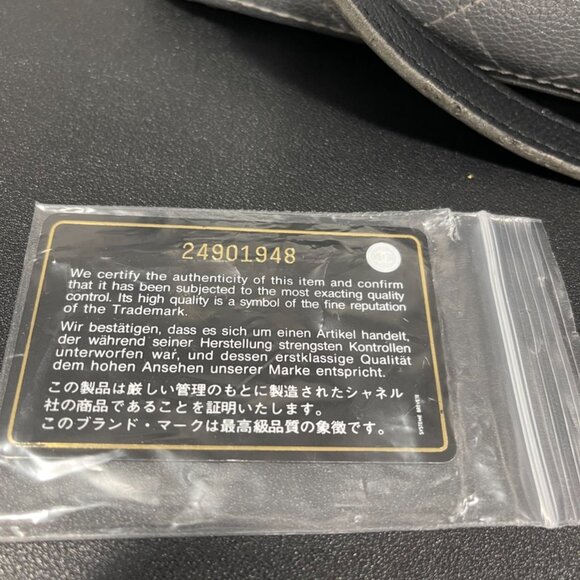 24901948
We certify the authenticity of this item and confirm
that it has been subjected to the most exacting quality
control. Its high quality is a symbol of the fine reputation
of the Trademark.
Wir bestätigen, dass es sich um einen Artikel handelt,
der während seiner Herstellung strengsten Kontrollen
unterworfen war, und dessen erstklassige Qualität
dem hohen Ansehen unserer Marke entspricht.
この製品は厳しい管理のもとに製造されたシャネル
社の商品であることを証明いたします。
このブランド・マークは最高級品質の象徴です。